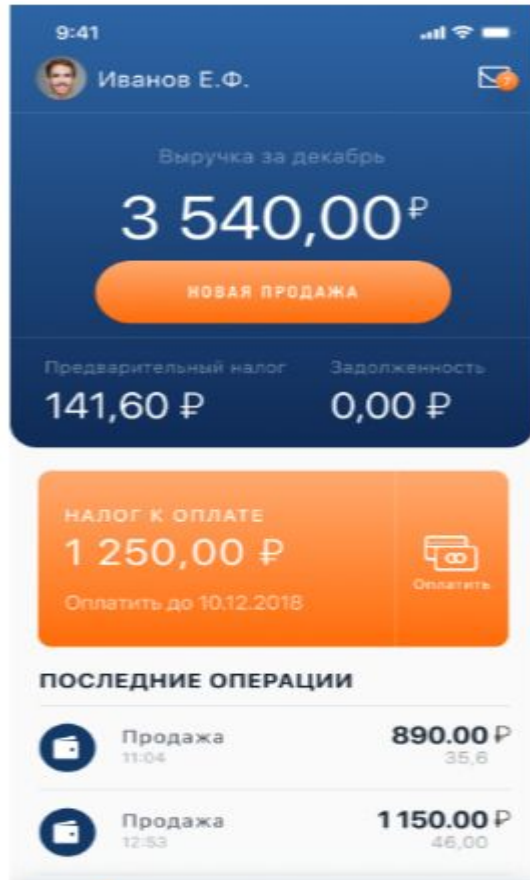 9:41
Иванов Е.Ф.
Выручка за декабрь
3 540,00 ₽
НОВАЯ ПРОДАЖА
Предварительный налог Задолженность
141,60 ₽ 0,00 ₽
НАЛОГ К ОПЛАТЕ
1 250,00 ₽
Оплатить
Оплатить до 10.12.2018
ПОСЛЕДНИЕ ОПЕРАЦИИ
Продажа 890.00 ₽
11:04 35,6
Продажа 1 150.00 ₽
12:53 46,00